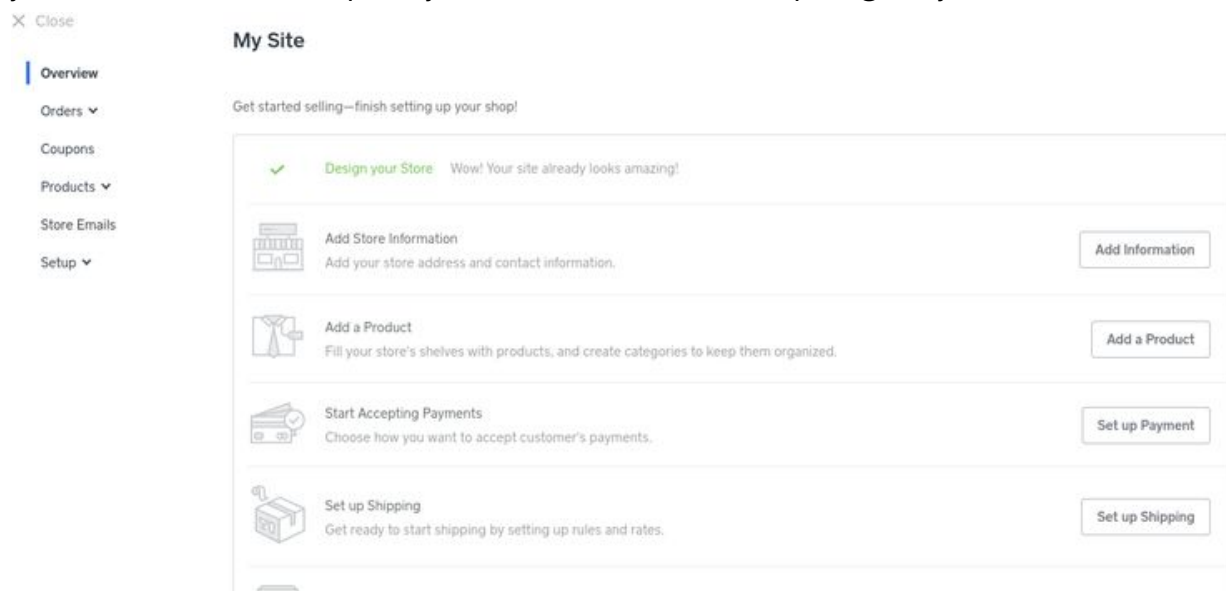 Close
My Site
Overview
Orders
Coupons
Products
Store Emails
Setup
Get started selling—finish setting up your shop!
Design your Store Wow! Your site already looks amazing!
Add Store Information
Add your store address and contact information.
Add Information
Add a Product
Fill your store's shelves with products, and create categories to keep them organized.
Add a Product
Start Accepting Payments
Choose how you want to accept customer's payments.
Set up Payment
Set up Shipping
Get ready to start shipping by setting up rules and rates.
Set up Shipping